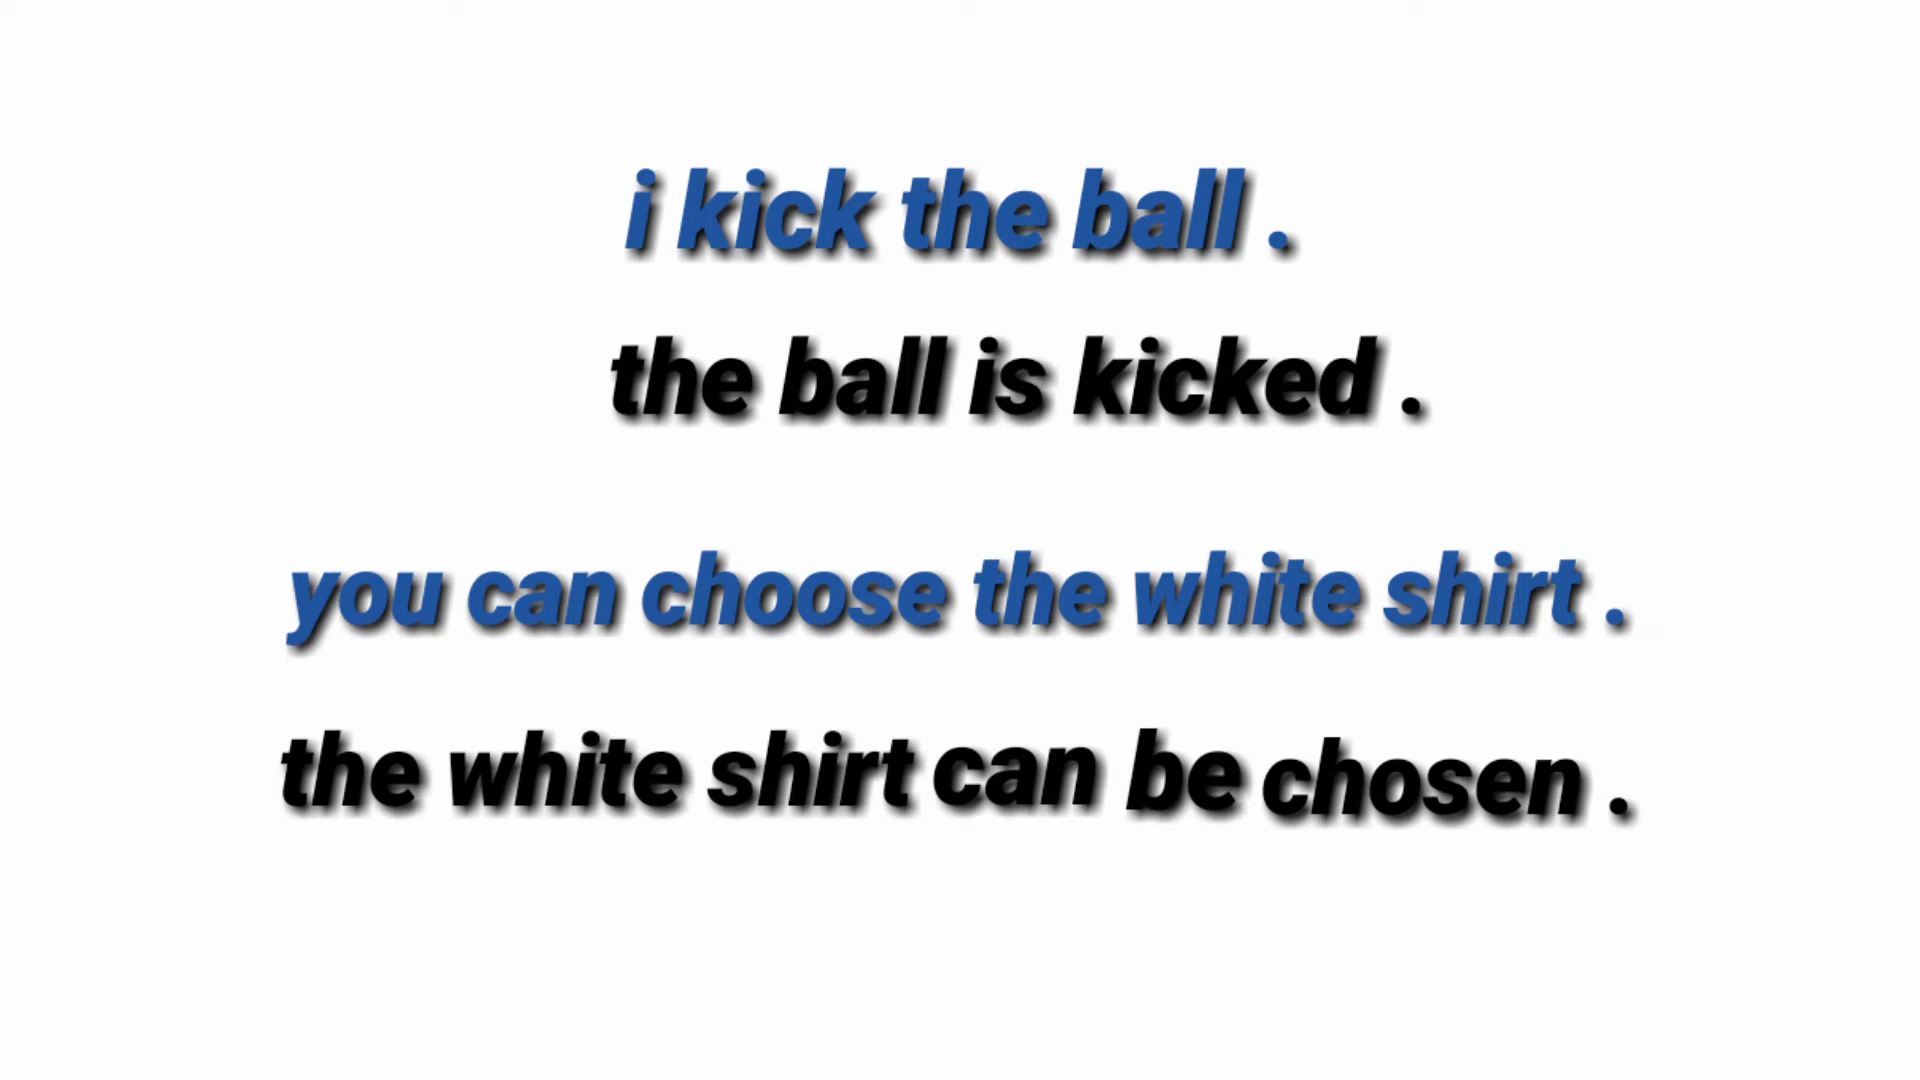 i kick the ball .
the ball is kicked .
you can choose the white shirt .
the white shirt can be chosen .